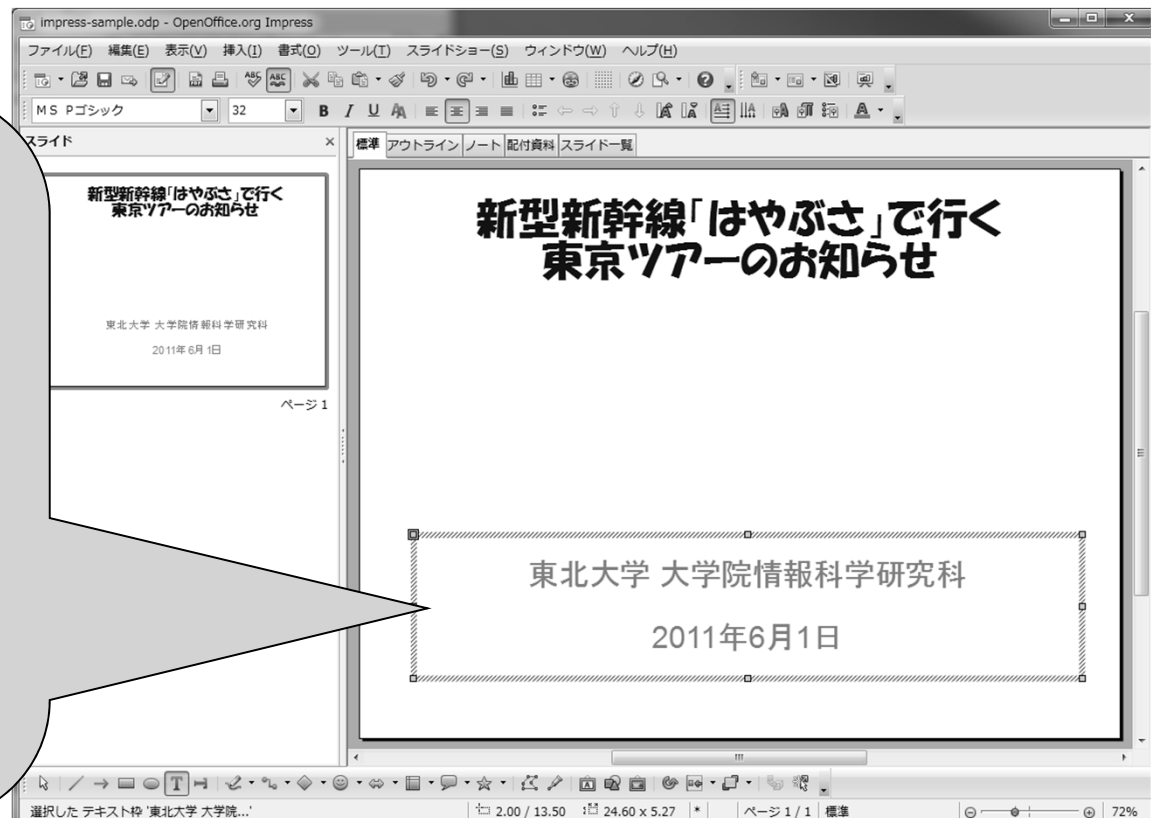 impress-sample.odp - OpenOffice.org Impress
ファイル(F) 編集(E) 表示(V) 挿入(I) 書式(O) ツール(T) スライドショー(S) ウィンドウ(W) ヘルプ(H)
MS Pゴシック 32
スライド
標準 アウトライン ノート 配付資料 スライド一覧
新型新幹線「はやぶさ」で行く
東京ツアーのお知らせ
東北大学 大学院情報科学研究科
2011年6月1日
ページ 1
新型新幹線「はやぶさ」で行く
東京ツアーのお知らせ
東北大学 大学院情報科学研究科
2011年6月1日
選択した テキスト枠 '東北大学 大学院...' 2.00 / 13.50 24.60 x 5.27 * ページ 1 / 1 標準 72%